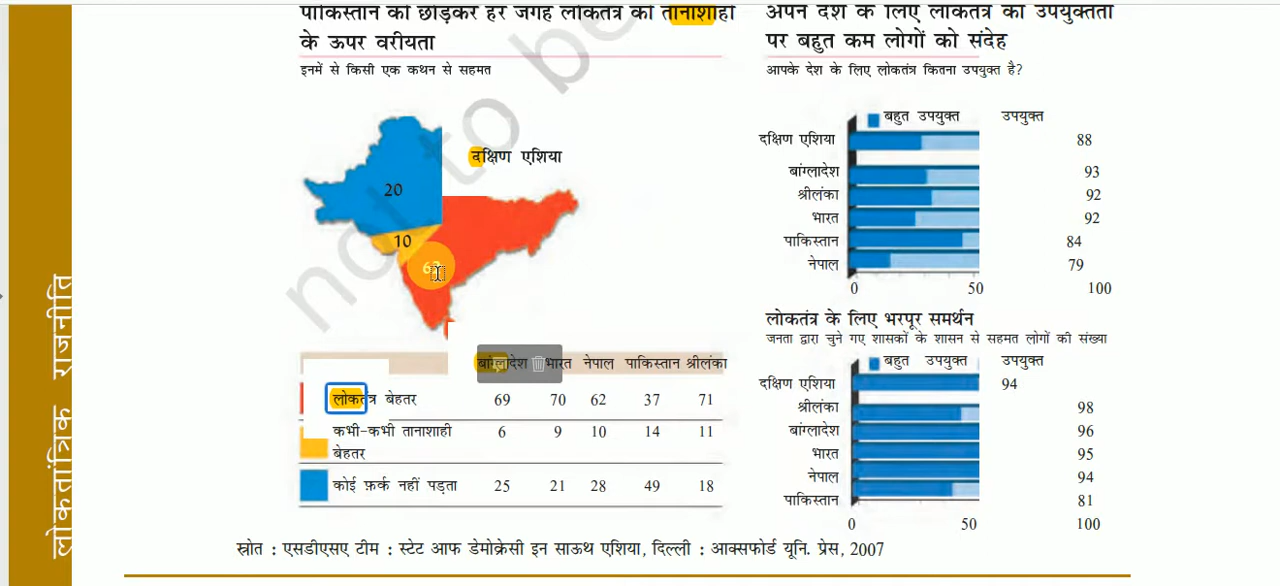 पाकिस्तान को छोड़कर हर जगह लोकतंत्र को तानाशाही
के ऊपर वरीयता
इनमें से किसी एक कथन से सहमत
दक्षिण एशिया
20
10
बांग्लादेश भारत नेपाल पाकिस्तान श्रीलंका
लोकतंत्र बेहतर 69 70 62 37 71
कभी-कभी तानाशाही 6 9 10 14 11
बेहतर
कोई फ़र्क नहीं पड़ता 25 21 28 49 18
अपने देश के लिए लोकतंत्र की उपयुक्तता
पर बहुत कम लोगों को संदेह
आपके देश के लिए लोकतंत्र कितना उपयुक्त है?
बहुत उपयुक्त उपयुक्त
दक्षिण एशिया 88
बांग्लादेश 93
श्रीलंका 92
भारत 92
पाकिस्तान 84
नेपाल 79
0 50 100
लोकतंत्र के लिए भरपूर समर्थन
जनता द्वारा चुने गए शासकों के शासन से सहमत लोगों की संख्या
बहुत उपयुक्त उपयुक्त
दक्षिण एशिया 94
श्रीलंका 98
बांग्लादेश 96
भारत 95
नेपाल 94
पाकिस्तान 81
0 50 100
स्रोत : एसडीएसए टीम : स्टेट आफ डेमोक्रेसी इन साऊथ एशिया, दिल्ली : आक्सफोर्ड यूनि. प्रेस, 2007
लोकतांत्रिक राजनीति
not to be